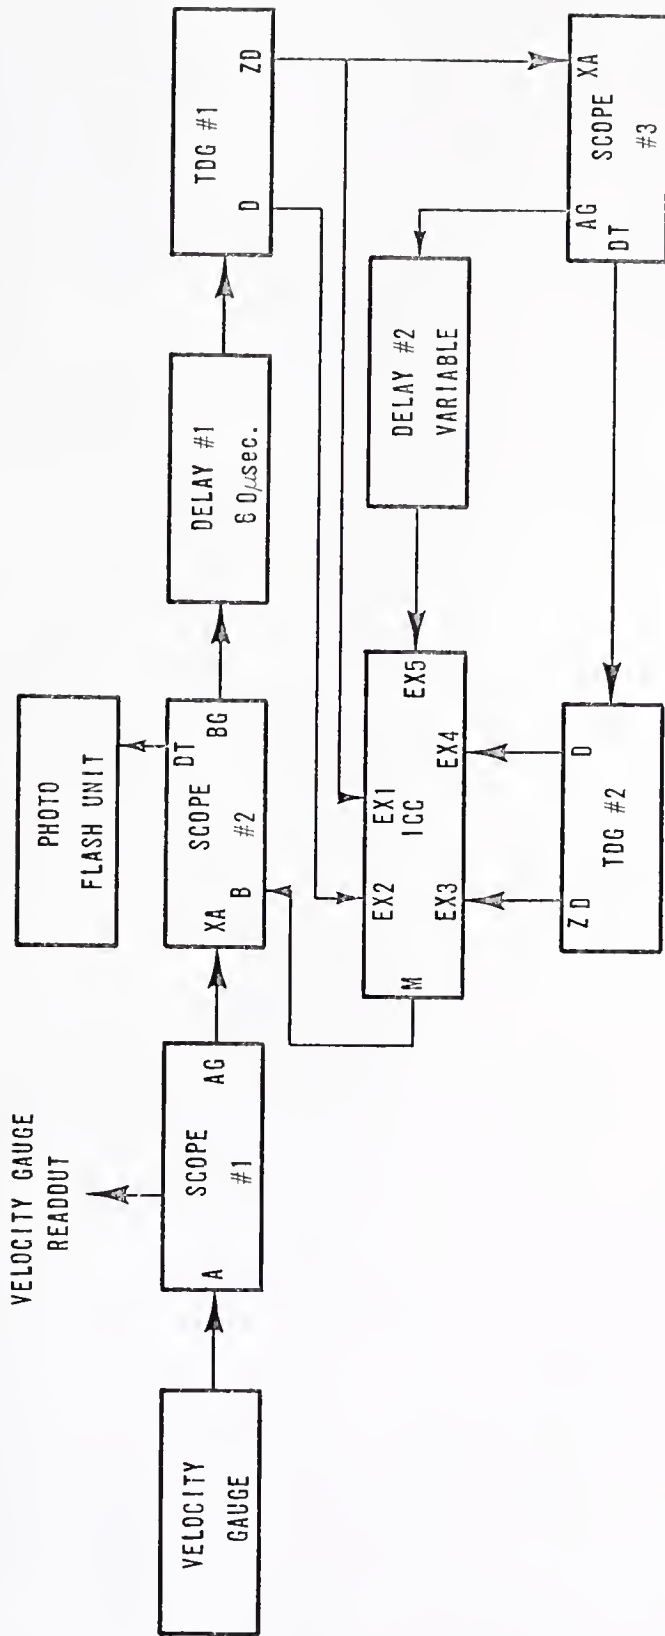 VELOCITY
GAUGE
VELOCITY GAUGE
READOUT
A
SCOPE
#1
AG
PHOTO
FLASH UNIT
XA
B
SCOPE
#2
DT
BG
DELAY #1
60μsec.
TDG #1
D
ZD
M
EX2
EX1
ICC
EX3
EX4
EX5
DELAY #2
VARIABLE
ZD
TDG #2
D
AG
DT
SCOPE
#3
XA